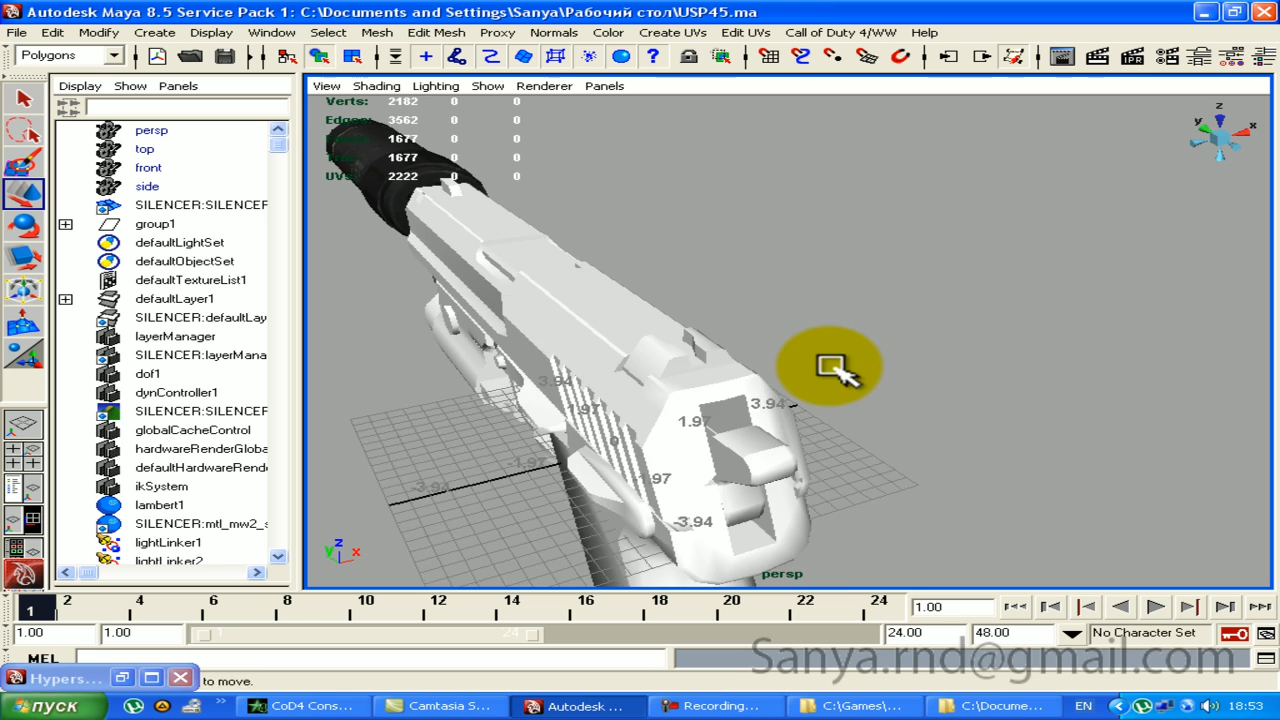 Autodesk Maya 8.5 Service Pack 1: C:\Documents and Settings\Sanya\Рабочий стол\USP45.ma
File Edit Modify Create Display Window Select Mesh Edit Mesh Proxy Normals Color Create UVs Edit UVs Call of Duty 4/WW Help
Polygons
IPR
Display Show Panels
View Shading Lighting Show Renderer Panels
persp
top
front
side
SILENCER:SILENCEF
group1
defaultLightSet
defaultObjectSet
defaultTextureList1
defaultLayer1
SILENCER:defaultLay
layerManager
SILENCER:layerMana
dof1
dynController1
SILENCER:SILENCEF
globalCacheControl
hardwareRenderGloba
defaultHardwareRende
ikSystem
lambert1
SILENCER:mtl_mw2_s
lightLinker1
lightLinker2
Verts: 2182 0 0
Edges: 3562 0 0
1677 0 0
1677 0 0
UVs: 2222 0 0
z
y x
3.94
1.97
0
-1.97
-3.94
3.94
1.97
-1.97
-3.94
z
y x
persp
1 2 4 6 8 10 12 14 16 18 20 22 24
1.00
1.00 1.00 1 24 24.00 48.00 No Character Set
MEL
Sanya.rnd@gmail.com
Hypers... to move.
пуск CoD4 Cons... Camtasia S... Autodesk ... Recording... C:\Games\... C:\Docume... EN 18:53